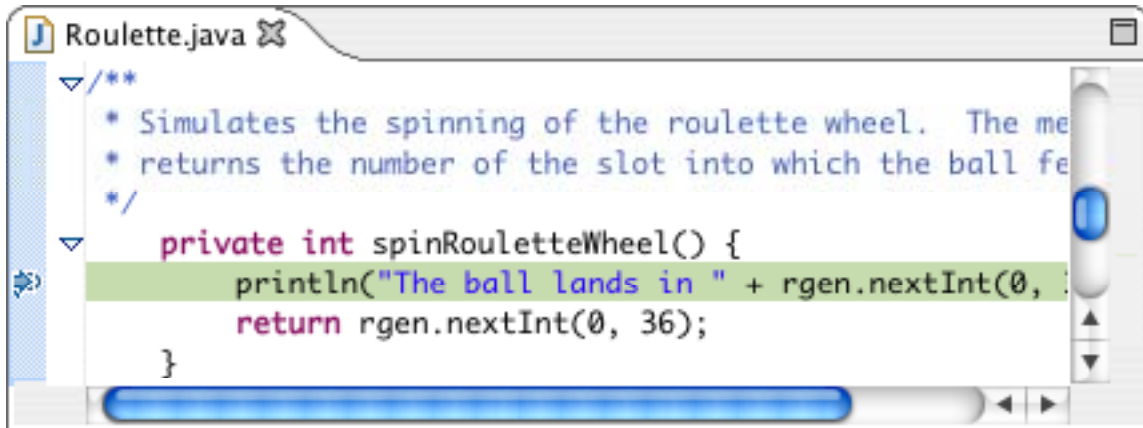 Roulette.java
/**
* Simulates the spinning of the roulette wheel.  The me
* returns the number of the slot into which the ball fe
*/
private int spinRouletteWheel() {
println("The ball lands in " + rgen.nextInt(0,
return rgen.nextInt(0, 36);
}